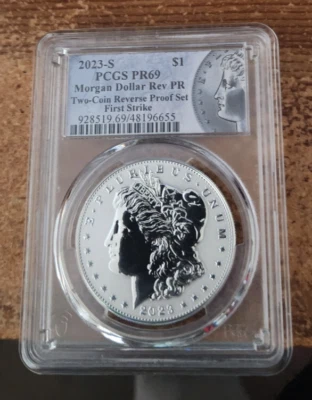 2023-S $1
PCGS PR69
Morgan Dollar Rev PR
Two-Coin Reverse Proof Set
First Strike
928519.69/48196655
E·PLURIBUS·UNUM
2023